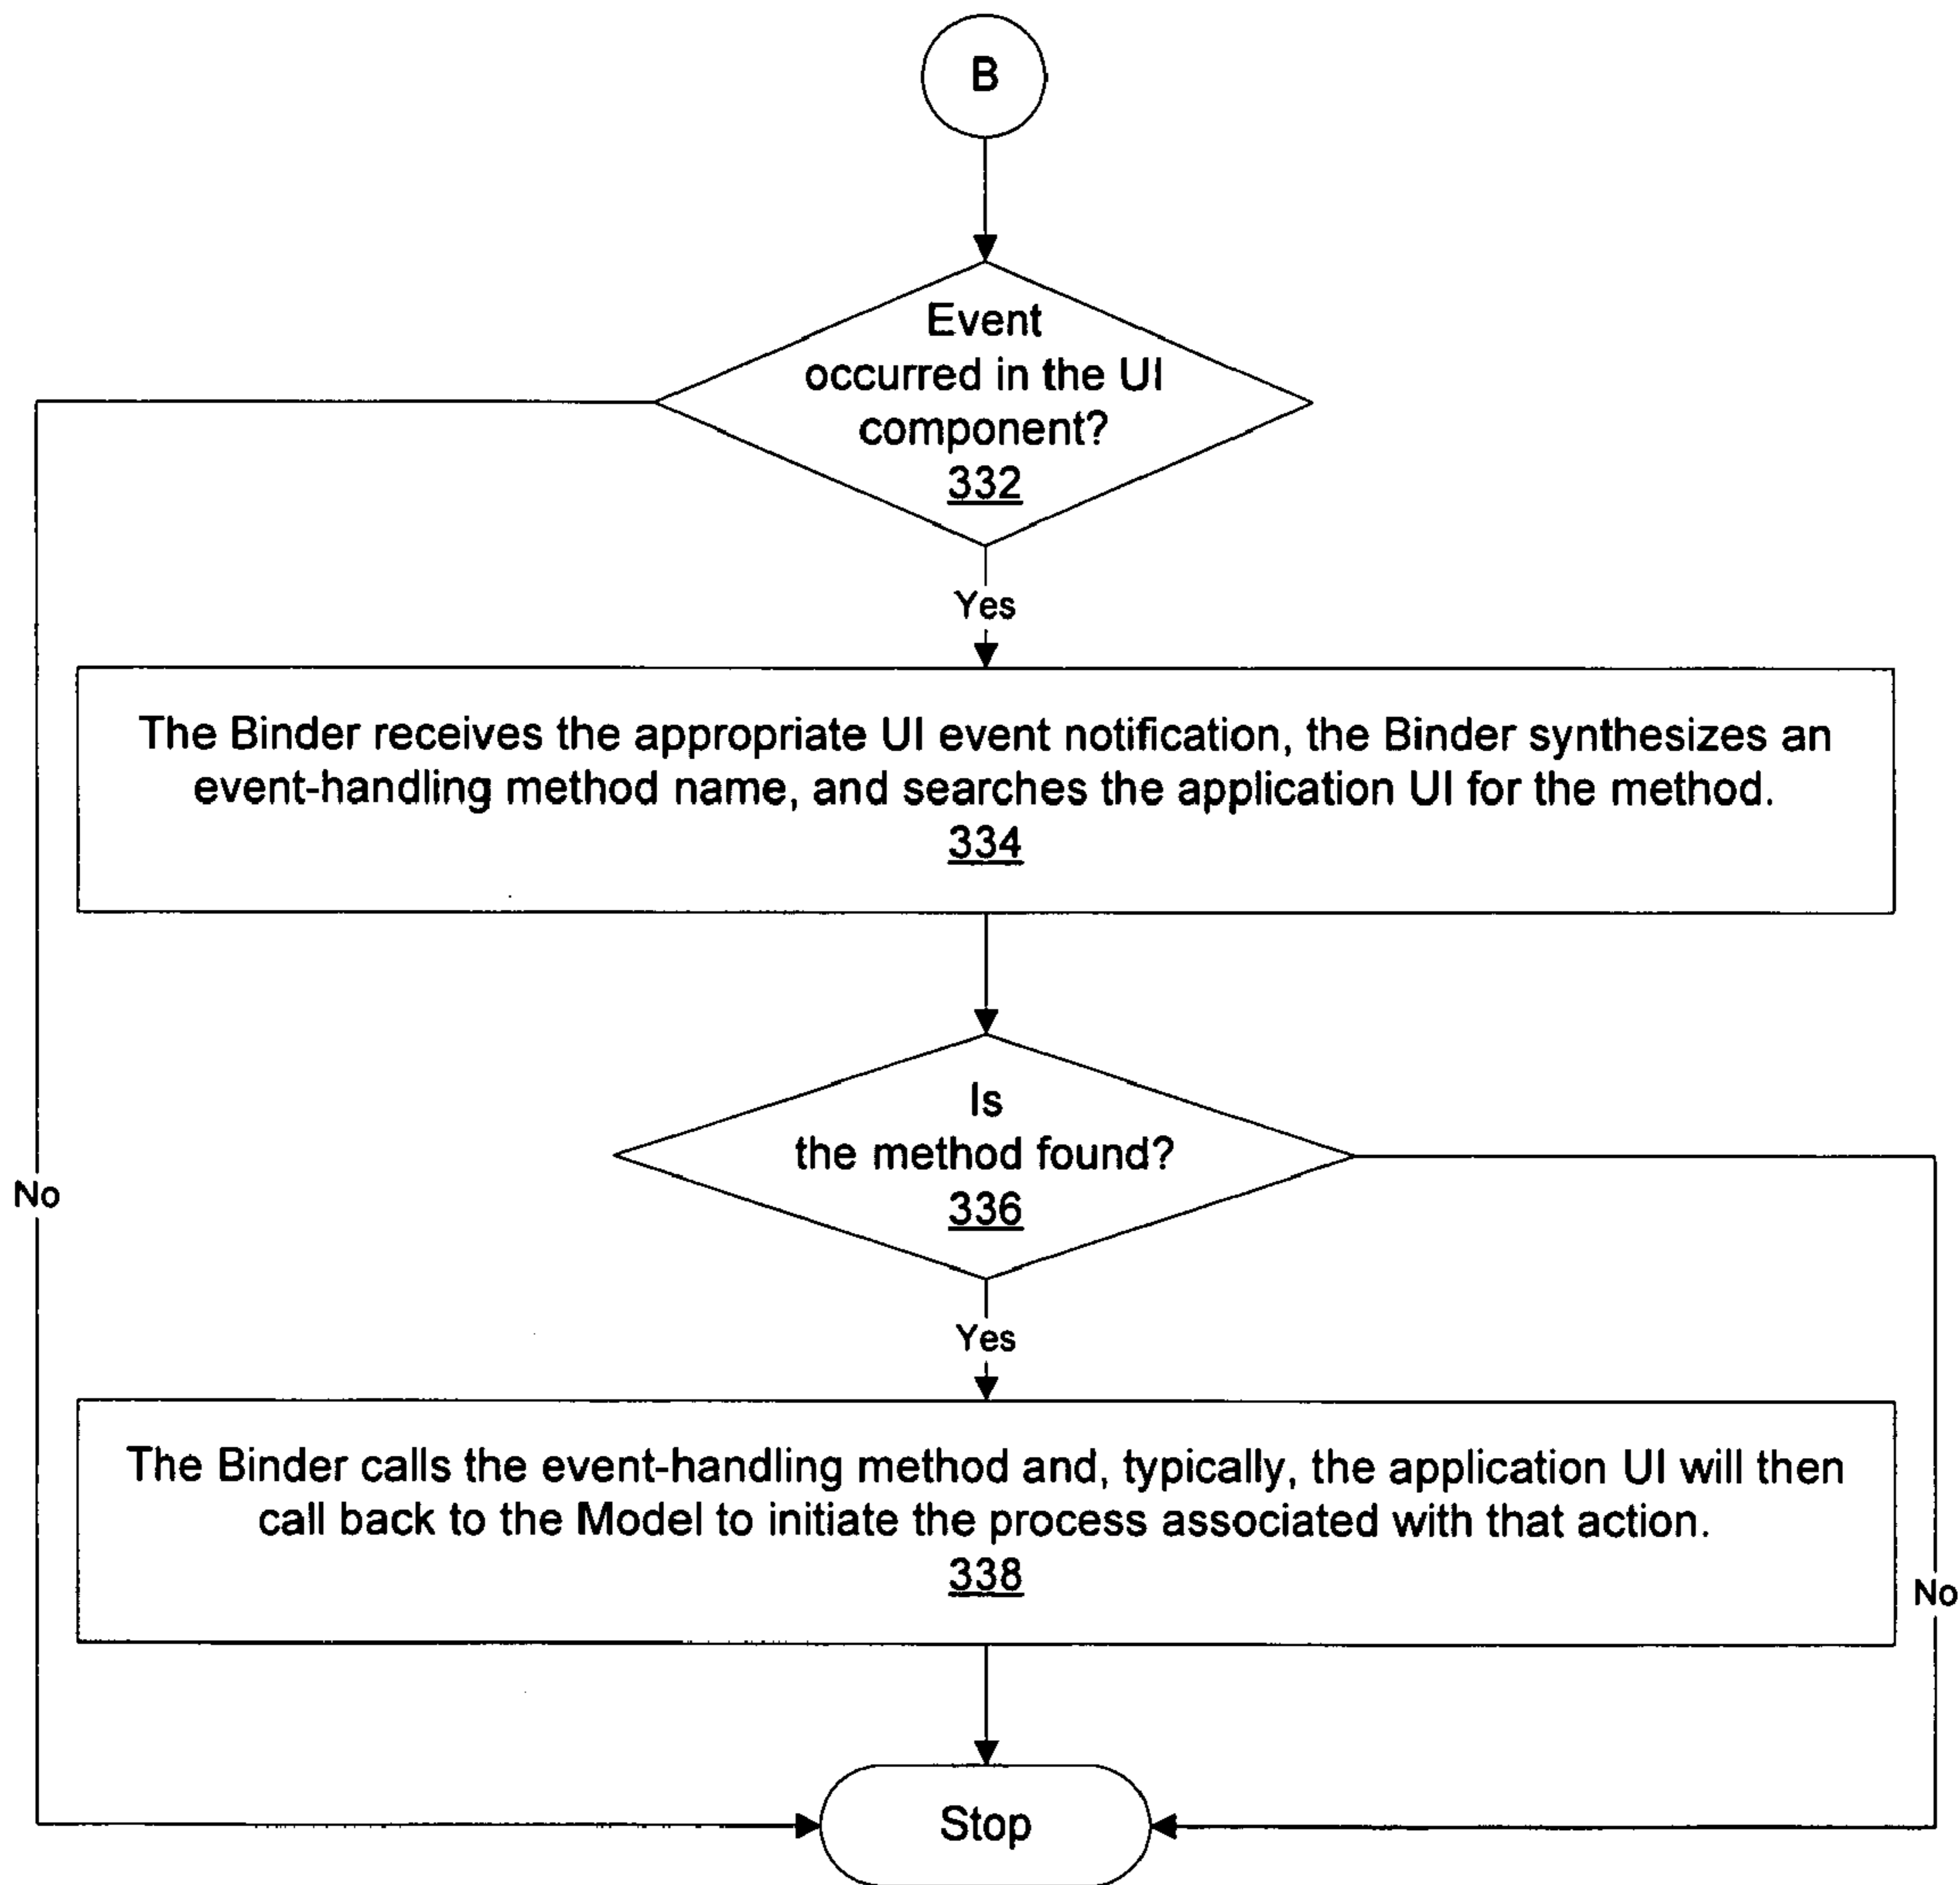 B
Event
occurred in the UI
component?
332
Yes
The Binder receives the appropriate UI event notification, the Binder synthesizes an
event-handling method name, and searches the application UI for the method.
334
Is
the method found?
336
No
Yes
The Binder calls the event-handling method and, typically, the application UI will then
call back to the Model to initiate the process associated with that action.
338
No
Stop